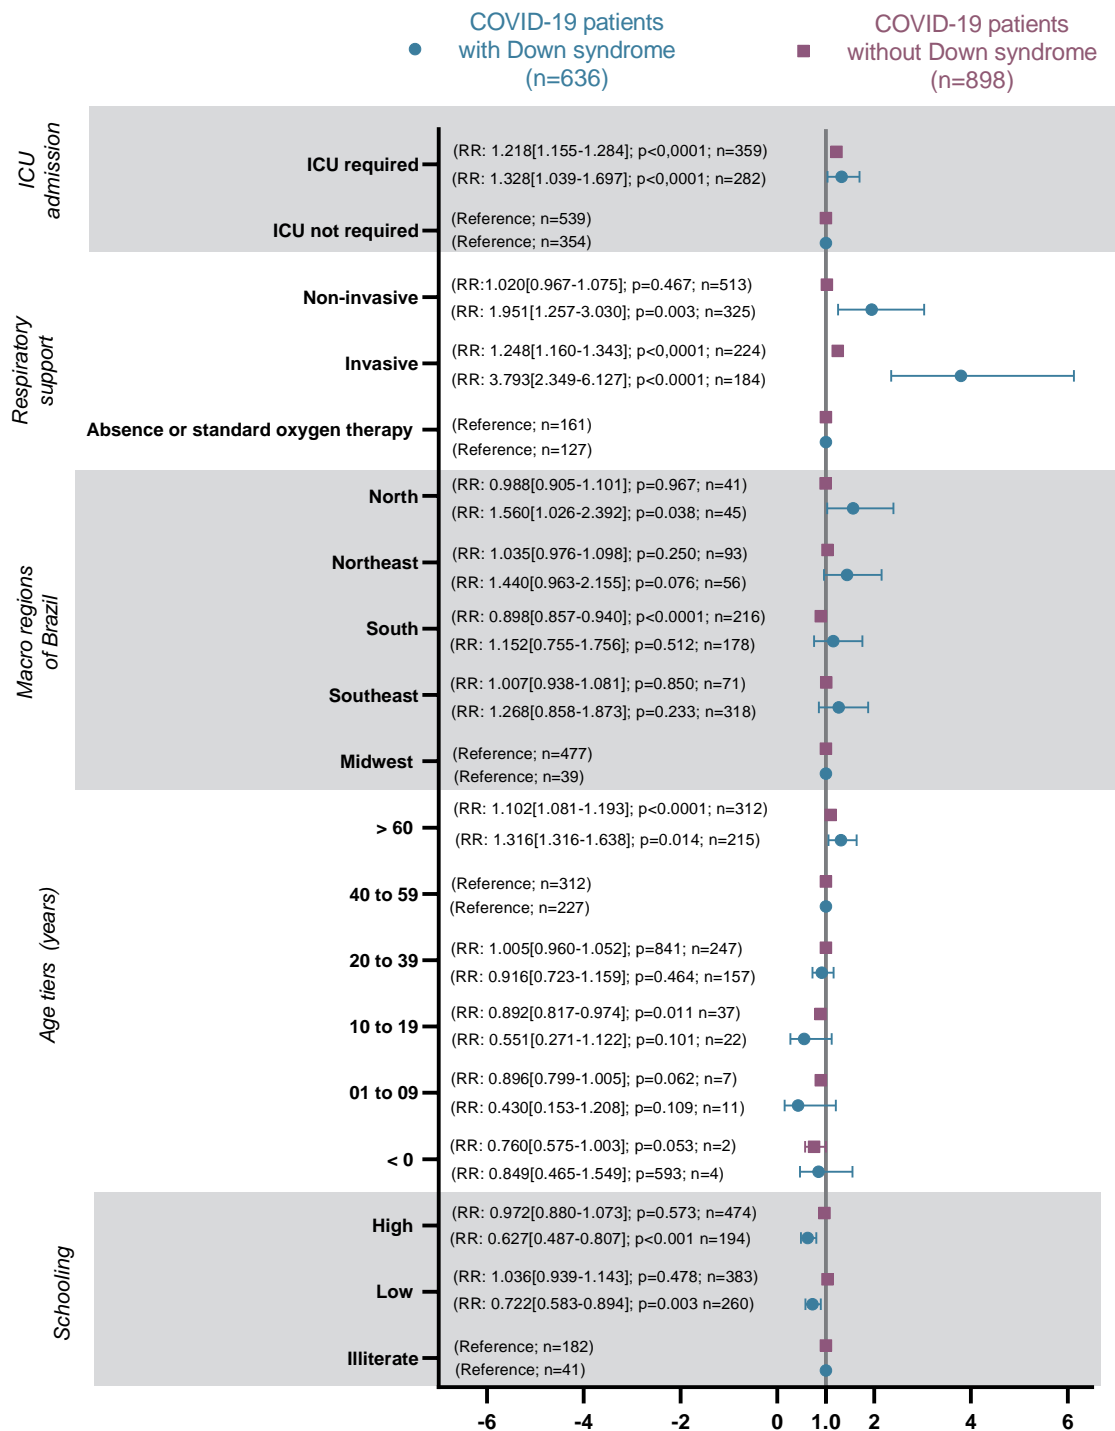 COVID-19 patients
with Down syndrome
(n=636)
COVID-19 patients
without Down syndrome
(n=898)
ICU
admission
ICU required
(RR: 1.218[1.155-1.284]; p<0,0001; n=359)
(RR: 1.328[1.039-1.697]; p<0,0001; n=282)
ICU not required
(Reference; n=539)
(Reference; n=354)
Respiratory
support
Non-invasive
(RR:1.020[0.967-1.075]; p=0.467; n=513)
(RR: 1.951[1.257-3.030]; p=0.003; n=325)
Invasive
(RR: 1.248[1.160-1.343]; p<0,0001; n=224)
(RR: 3.793[2.349-6.127]; p<0.0001; n=184)
Absence or standard oxygen therapy
(Reference; n=161)
(Reference; n=127)
Macro regions
of Brazil
North
(RR: 0.988[0.905-1.101]; p=0.967; n=41)
(RR: 1.560[1.026-2.392]; p=0.038; n=45)
Northeast
(RR: 1.035[0.976-1.098]; p=0.250; n=93)
(RR: 1.440[0.963-2.155]; p=0.076; n=56)
South
(RR: 0.898[0.857-0.940]; p<0.0001; n=216)
(RR: 1.152[0.755-1.756]; p=0.512; n=178)
Southeast
(RR: 1.007[0.938-1.081]; p=0.850; n=71)
(RR: 1.268[0.858-1.873]; p=0.233; n=318)
Midwest
(Reference; n=477)
(Reference; n=39)
Age tiers (years)
> 60
(RR: 1.102[1.081-1.193]; p<0.0001; n=312)
(RR: 1.316[1.316-1.638]; p=0.014; n=215)
40 to 59
(Reference; n=312)
(Reference; n=227)
20 to 39
(RR: 1.005[0.960-1.052]; p=841; n=247)
(RR: 0.916[0.723-1.159]; p=0.464; n=157)
10 to 19
(RR: 0.892[0.817-0.974]; p=0.011 n=37)
(RR: 0.551[0.271-1.122]; p=0.101; n=22)
01 to 09
(RR: 0.896[0.799-1.005]; p=0.062; n=7)
(RR: 0.430[0.153-1.208]; p=0.109; n=11)
< 0
(RR: 0.760[0.575-1.003]; p=0.053; n=2)
(RR: 0.849[0.465-1.549]; p=593; n=4)
Schooling
High
(RR: 0.972[0.880-1.073]; p=0.573; n=474)
(RR: 0.627[0.487-0.807]; p<0.001 n=194)
Low
(RR: 1.036[0.939-1.143]; p=0.478; n=383)
(RR: 0.722[0.583-0.894]; p=0.003 n=260)
Illiterate
(Reference; n=182)
(Reference; n=41)
-6 -4 -2 0 1.0 2 4 6